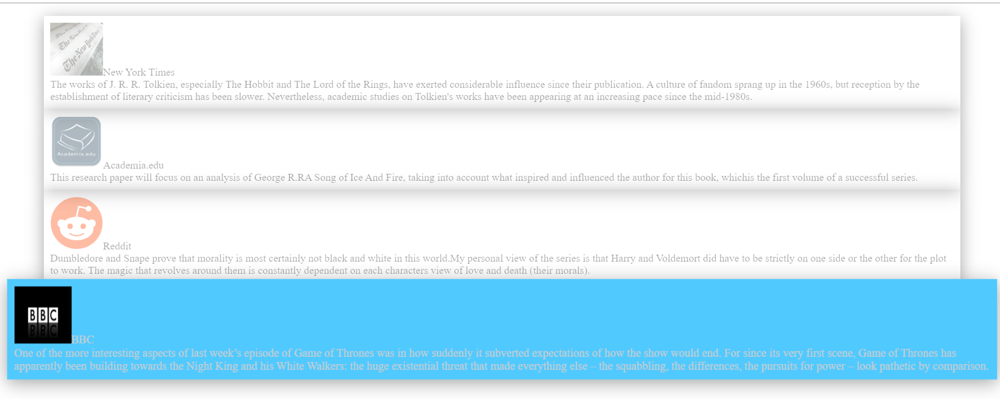 The New York Times
New York Times
The works of J. R. R. Tolkien, especially The Hobbit and The Lord of the Rings, have exerted considerable influence since their publication. A culture of fandom sprang up in the 1960s, but reception by the
establishment of literary criticism has been slower. Nevertheless, academic studies on Tolkien's works have been appearing at an increasing pace since the mid-1980s.
Academia.edu
Academia.edu
This research paper will focus on an analysis of George R.RA Song of Ice And Fire, taking into account what inspired and influenced the author for this book, whichis the first volume of a successful series.
Reddit
Dumbledore and Snape prove that morality is most certainly not black and white in this world.My personal view of the series is that Harry and Voldemort did have to be strictly on one side or the other for the plot
to work. The magic that revolves around them is constantly dependent on each characters view of love and death (their morals).
BBC
BBC
One of the more interesting aspects of last week’s episode of Game of Thrones was in how suddenly it subverted expectations of how the show would end. For since its very first scene, Game of Thrones has
apparently been building towards the Night King and his White Walkers: the huge existential threat that made everything else – the squabbling, the differences, the pursuits for power – look pathetic by comparison.